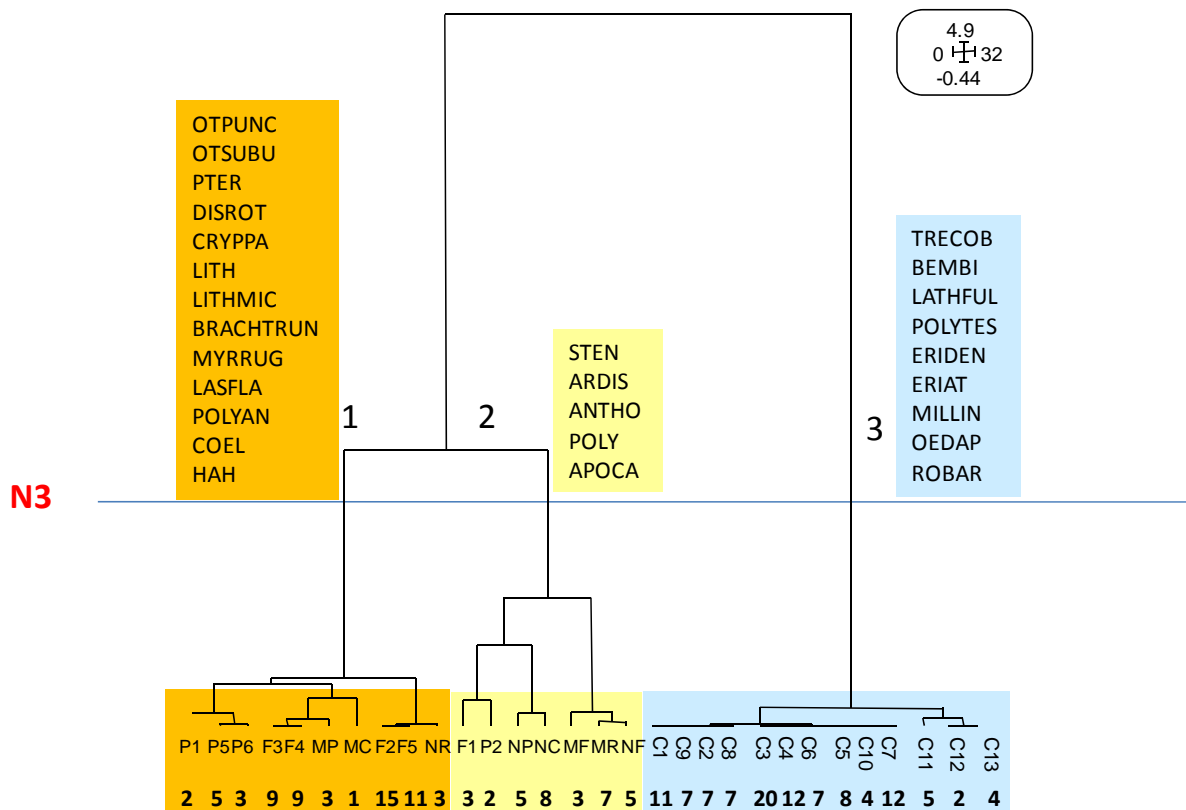 4.9
0 32
-0.44
OTPUNC
OTSUBU
PTER
DISROT
CRYPPA
LITH
LITHMIC
BRACHTRUN
MYRRUG
LASFLA
POLYAN
COEL
HAH
1
2
STEN
ARDIS
ANTHO
POLY
APOCA
3
TRECOB
BEMBI
LATHFUL
POLYTES
ERIDEN
ERIAT
MILLIN
OEDAP
ROBAR
N3
P1 P5 P6 F3 F4 MP MC F2 F5 NR F1 P2 NP NC MF MR NF C1 C9 C2 C8 C3 C4 C6 C5 C10 C7 C11 C12 C13
2 5 3 9 9 3 1 15 11 3 3 2 5 8 3 7 5 11 7 7 7 20 12 7 8 4 12 5 2 4